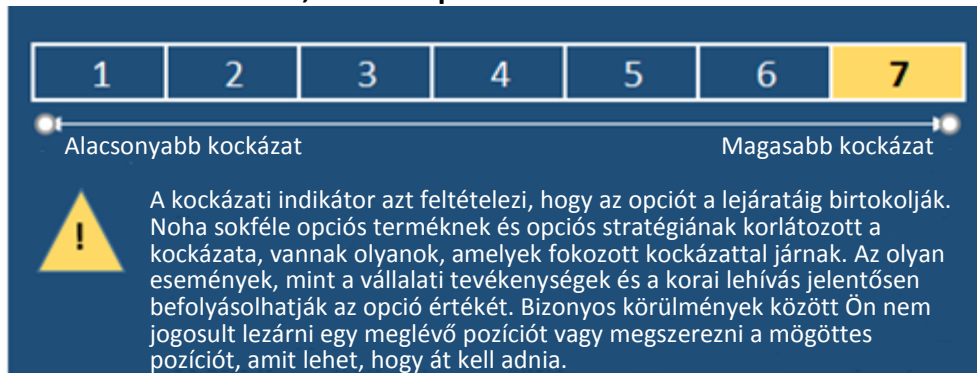 1 2 3 4 5 6 7
Alacsonyabb kockázat Magasabb kockázat
A kockázati indikátor azt feltételezi, hogy az opciót a lejáratáig birtokolják.
Noha sokféle opciós terméknek és opciós stratégiának korlátozott a
kockázata, vannak olyanok, amelyek fokozott kockázattal járnak. Az olyan
! események, mint a vállalati tevékenységek és a korai lehívás jelentősen
befolyásolhatják az opció értékét. Bizonyos körülmények között Ön nem
jogosult lezárni egy meglévő pozíciót vagy megszerezni a mögöttes
pozíciót, amit lehet, hogy át kell adnia.